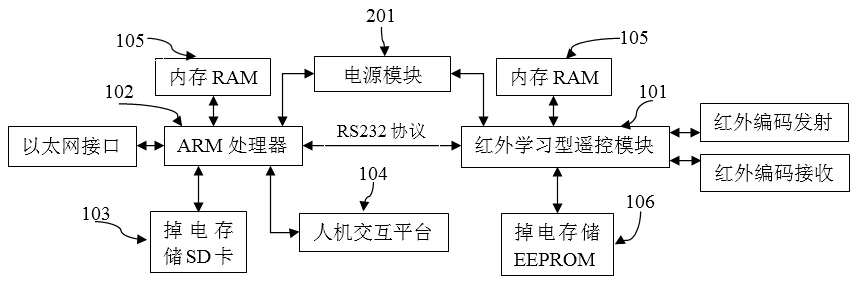 201
105
105
内存 RAM
电源模块
内存 RAM
102
101
RS232 协议
红外编码发射
以太网接口
ARM 处理器
红外学习型遥控模块
红外编码接收
104
103
106
掉电存
储SD卡
人机交互平台
掉电存储
EEPROM